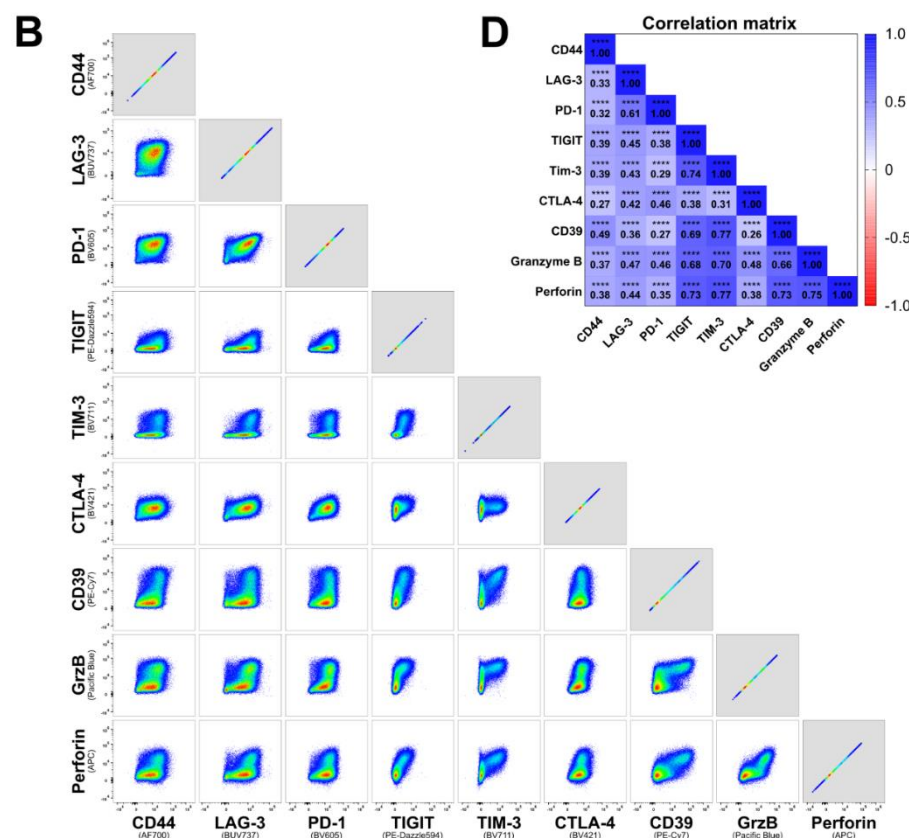 B
CD44
(AF700)
LAG-3
(BUV737)
PD-1
(BV605)
TIGIT
(PE-Dazzle594)
TIM-3
(BV711)
CTLA-4
(BV421)
CD39
(PE-Cy7)
GrzB
(Pacific Blue)
Perforin
(APC)
CD44 LAG-3 PD-1 TIGIT TIM-3 CTLA-4 CD39 GrzB Perforin
(AF700) (BUV737) (BV605) (PE-Dazzle594) (BV711) (BV421) (PE-Cy7) (Pacific Blue) (APC)
D
Correlation matrix
CD44 **** 1.0
1.00
LAG-3 **** ****
0.33 1.00
PD-1 **** **** ****
0.32 0.61 1.00
TIGIT **** **** **** **** 0.5
0.39 0.45 0.38 1.00
Tim-3 **** **** **** **** ****
0.39 0.43 0.29 0.74 1.00
CTLA-4 **** **** **** **** **** **** 0
0.27 0.42 0.46 0.38 0.31 1.00
CD39 **** **** **** **** **** **** ****
0.49 0.36 0.27 0.69 0.77 0.26 1.00
Granzyme B **** **** **** **** **** **** **** **** -0.5
0.37 0.47 0.46 0.68 0.70 0.48 0.66 1.00
Perforin **** **** **** **** **** **** **** **** ****
0.38 0.44 0.35 0.73 0.77 0.38 0.73 0.75 1.00
-1.0
CD44 LAG-3 PD-1 TIGIT TIM-3 CTLA-4 CD39 Granzyme B Perforin